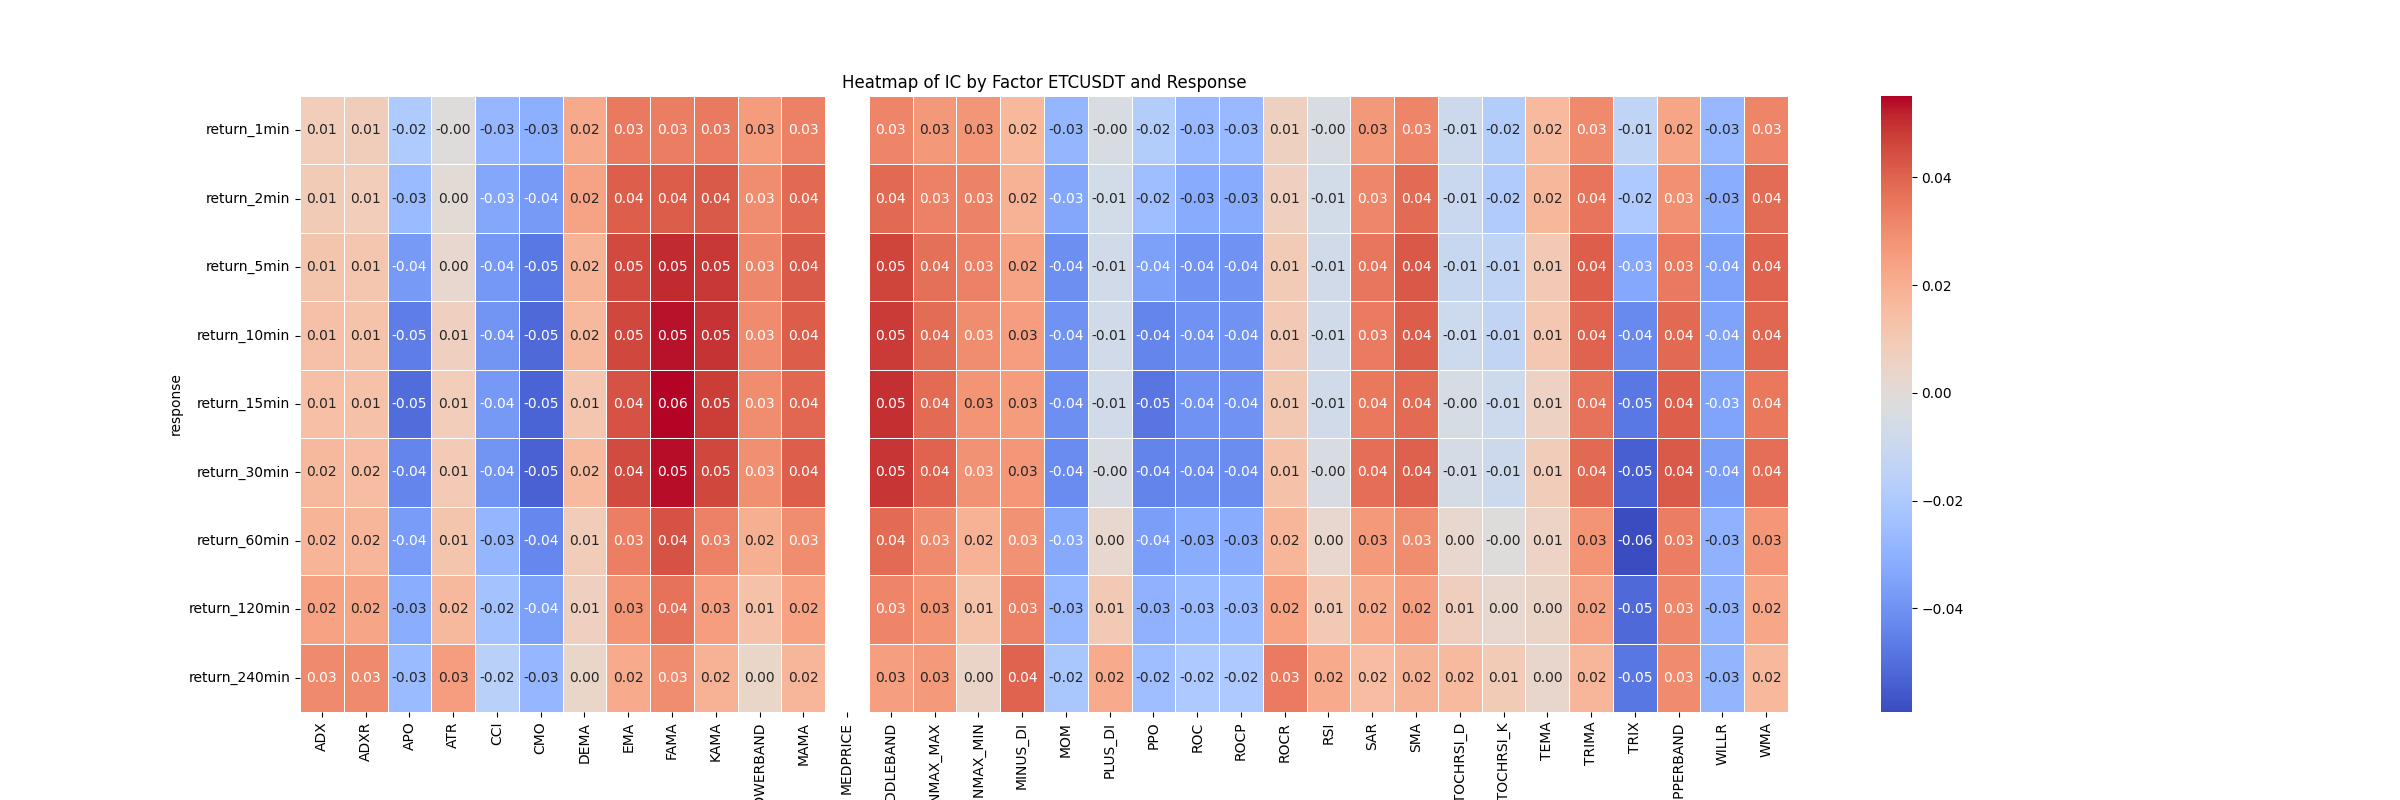 Heatmap of IC by Factor ETCUSDT and Response
response
return_1min 0.01 0.01 -0.02 -0.00 -0.03 -0.03 0.02 0.03 0.03 0.03 0.03 0.03 0.03 0.03 0.03 0.02 -0.03 -0.00 -0.02 -0.03 -0.03 0.01 -0.00 0.03 0.03 -0.01 -0.02 0.02 0.03 -0.01 0.02 -0.03 0.03
return_2min 0.01 0.01 -0.03 0.00 -0.03 -0.04 0.02 0.04 0.04 0.04 0.03 0.04 0.04 0.03 0.03 0.02 -0.03 -0.01 -0.02 -0.03 -0.03 0.01 -0.01 0.03 0.04 -0.01 -0.02 0.02 0.04 -0.02 0.03 -0.03 0.04
return_5min 0.01 0.01 -0.04 0.00 -0.04 -0.05 0.02 0.05 0.05 0.05 0.03 0.04 0.05 0.04 0.03 0.02 -0.04 -0.01 -0.04 -0.04 -0.04 0.01 -0.01 0.04 0.04 -0.01 -0.01 0.01 0.04 -0.03 0.03 -0.04 0.04
return_10min 0.01 0.01 -0.05 0.01 -0.04 -0.05 0.02 0.05 0.05 0.05 0.03 0.04 0.05 0.04 0.03 0.03 -0.04 -0.01 -0.04 -0.04 -0.04 0.01 -0.01 0.03 0.04 -0.01 -0.01 0.01 0.04 -0.04 0.04 -0.04 0.04
return_15min 0.01 0.01 -0.05 0.01 -0.04 -0.05 0.01 0.04 0.06 0.05 0.03 0.04 0.05 0.04 0.03 0.03 -0.04 -0.01 -0.05 -0.04 -0.04 0.01 -0.01 0.04 0.04 -0.00 -0.01 0.01 0.04 -0.05 0.04 -0.03 0.04
return_30min 0.02 0.02 -0.04 0.01 -0.04 -0.05 0.02 0.04 0.05 0.05 0.03 0.04 0.05 0.04 0.03 0.03 -0.04 -0.00 -0.04 -0.04 -0.04 0.01 -0.00 0.04 0.04 -0.01 -0.01 0.01 0.04 -0.05 0.04 -0.04 0.04
return_60min 0.02 0.02 -0.04 0.01 -0.03 -0.04 0.01 0.03 0.04 0.03 0.02 0.03 0.04 0.03 0.02 0.03 -0.03 0.00 -0.04 -0.03 -0.03 0.02 0.00 0.03 0.03 0.00 -0.00 0.01 0.03 -0.06 0.03 -0.03 0.03
return_120min 0.02 0.02 -0.03 0.02 -0.02 -0.04 0.01 0.03 0.04 0.03 0.01 0.02 0.03 0.03 0.01 0.03 -0.03 0.01 -0.03 -0.03 -0.03 0.02 0.01 0.02 0.02 0.01 0.00 0.00 0.02 -0.05 0.03 -0.03 0.02
return_240min 0.03 0.03 -0.03 0.03 -0.02 -0.03 0.00 0.02 0.03 0.02 0.00 0.02 0.03 0.03 0.00 0.04 -0.02 0.02 -0.02 -0.02 -0.02 0.03 0.02 0.02 0.02 0.02 0.01 0.00 0.02 -0.05 0.03 -0.03 0.02
ADX
ADXR
APO
ATR
CCI
CMO
DEMA
EMA
FAMA
KAMA
OWERBAND
MAMA
MEDPRICE
DDLEBAND
NMAX_MAX
NMAX_MIN
MINUS_DI
MOM
PLUS_DI
PPO
ROC
ROCP
ROCR
RSI
SAR
SMA
TOCHRSI_D
TOCHRSI_K
TEMA
TRIMA
TRIX
PPERBAND
WILLR
WMA
0.04
0.02
0.00
−0.02
−0.04